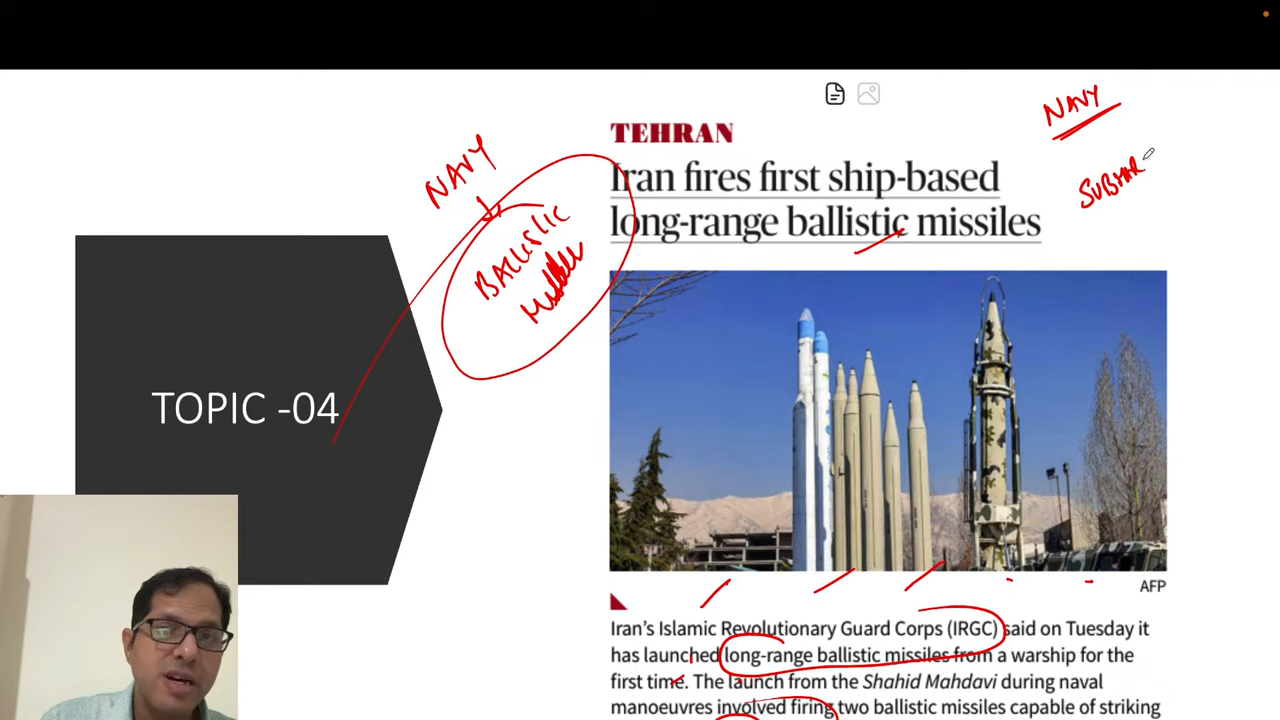 NAVY
SUBMAR
NAVY
BALLISTIC
TOPIC -04
TEHRAN
Iran fires first ship-based
long-range ballistic missiles
AFP
Iran's Islamic Revolutionary Guard Corps (IRGC) said on Tuesday it
has launched long-range ballistic missiles from a warship for the
first time. The launch from the Shahid Mahdavi during naval
manoeuvres involved firing two ballistic missiles capable of striking